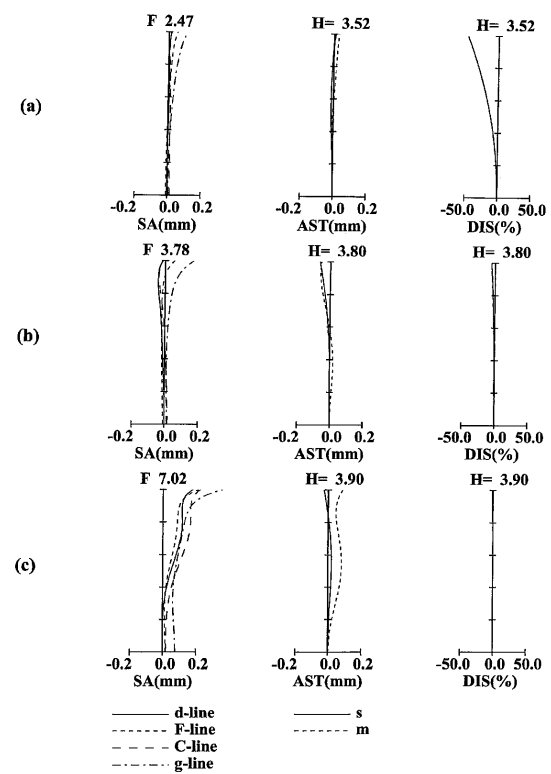 F 2.47 H= 3.52 H= 3.52
(a)
-0.2 0.0 0.2 -0.2 0.0 0.2 -50.0 0.0 50.0
SA(mm) AST(mm) DIS(%)
F 3.78 H= 3.80 H= 3.80
(b)
-0.2 0.0 0.2 -0.2 0.0 0.2 -50.0 0.0 50.0
SA(mm) AST(mm) DIS(%)
F 7.02 H= 3.90 H= 3.90
(c)
-0.2 0.0 0.2 -0.2 0.0 0.2 -50.0 0.0 50.0
SA(mm) AST(mm) DIS(%)
d-line s
F-line m
C-line
g-line